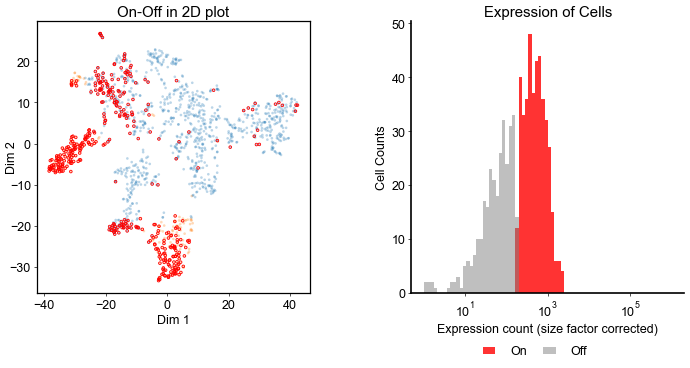 On-Off in 2D plot
Dim 2
20
10
0
−10
−20
−30
−40
−20
0
20
40
Dim 1
Expression of Cells
Cell Counts
50
40
30
20
10
0
10^1
10^3
10^5
Expression count (size factor corrected)
On
Off